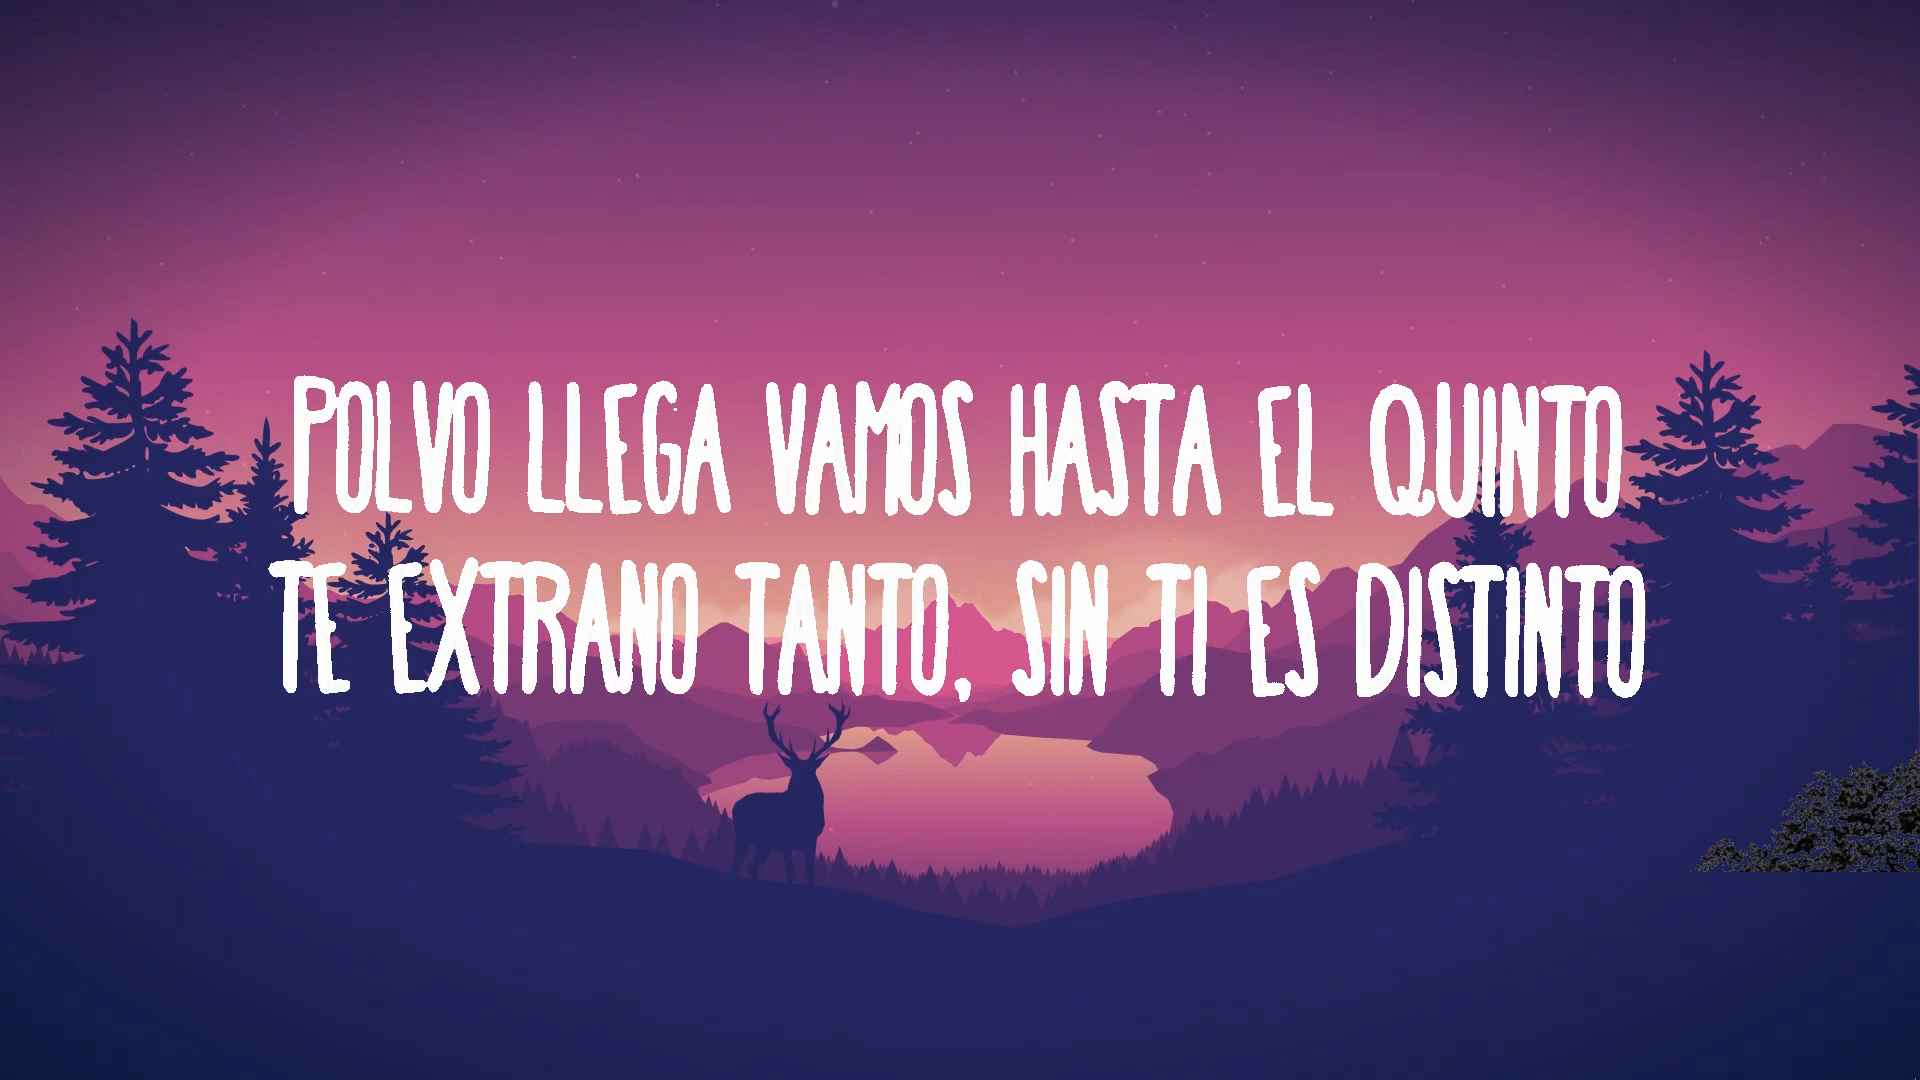 POLVO LLEGA VAMOS HASTA EL QUINTO
TE EXTRANO TANTO, SIN TI ES DISTINTO